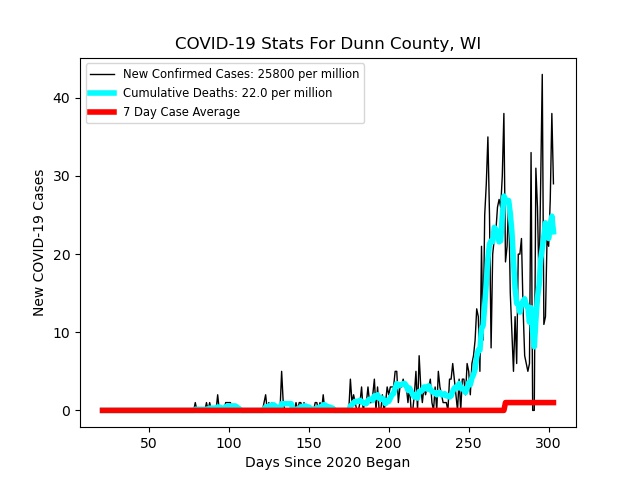 COVID-19 Stats For Dunn County, WI
New Confirmed Cases: 25800 per million
Cumulative Deaths: 22.0 per million
7 Day Case Average
New COVID-19 Cases
40
30
20
10
0
50 100 150 200 250 300
Days Since 2020 Began